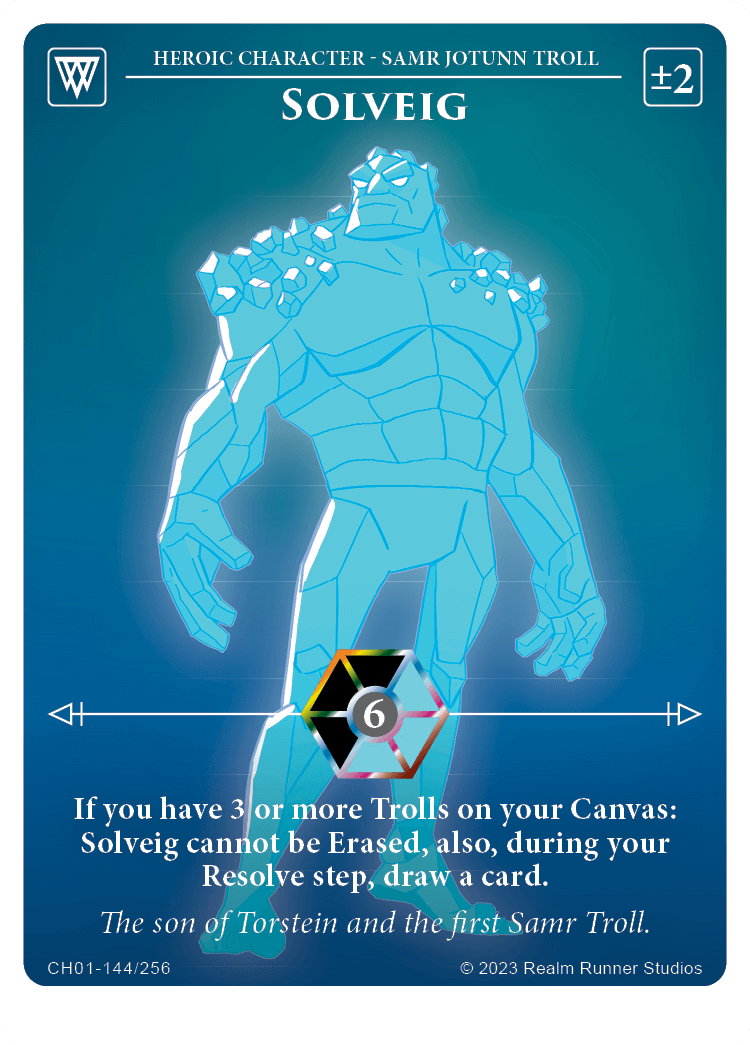 HEROIC CHARACTER - SAMR JOTUNN TROLL
±2
SOLVEIG
6
If you have 3 or more Trolls on your Canvas:
Solveig cannot be Erased, also, during your
Resolve step, draw a card.
The son of Torstein and the first Samr Troll.
CH01-144/256
© 2023 Realm Runner Studios